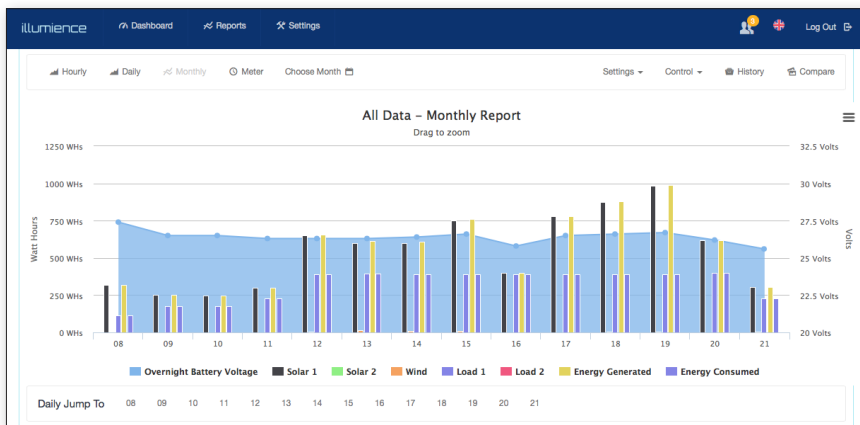 illumience Dashboard Reports Settings 3 Log Out
Hourly Daily Monthly Meter Choose Month Settings Control History Compare
All Data – Monthly Report
Drag to zoom
1250 WHs 32.5 Volts
1000 WHs 30 Volts
750 WHs 27.5 Volts
500 WHs 25 Volts
250 WHs 22.5 Volts
0 WHs 20 Volts
Watt Hours
Volts
08 09 10 11 12 13 14 15 16 17 18 19 20 21
Overnight Battery Voltage Solar 1 Solar 2 Wind Load 1 Load 2 Energy Generated Energy Consumed
Daily Jump To 08 09 10 11 12 13 14 15 16 17 18 19 20 21